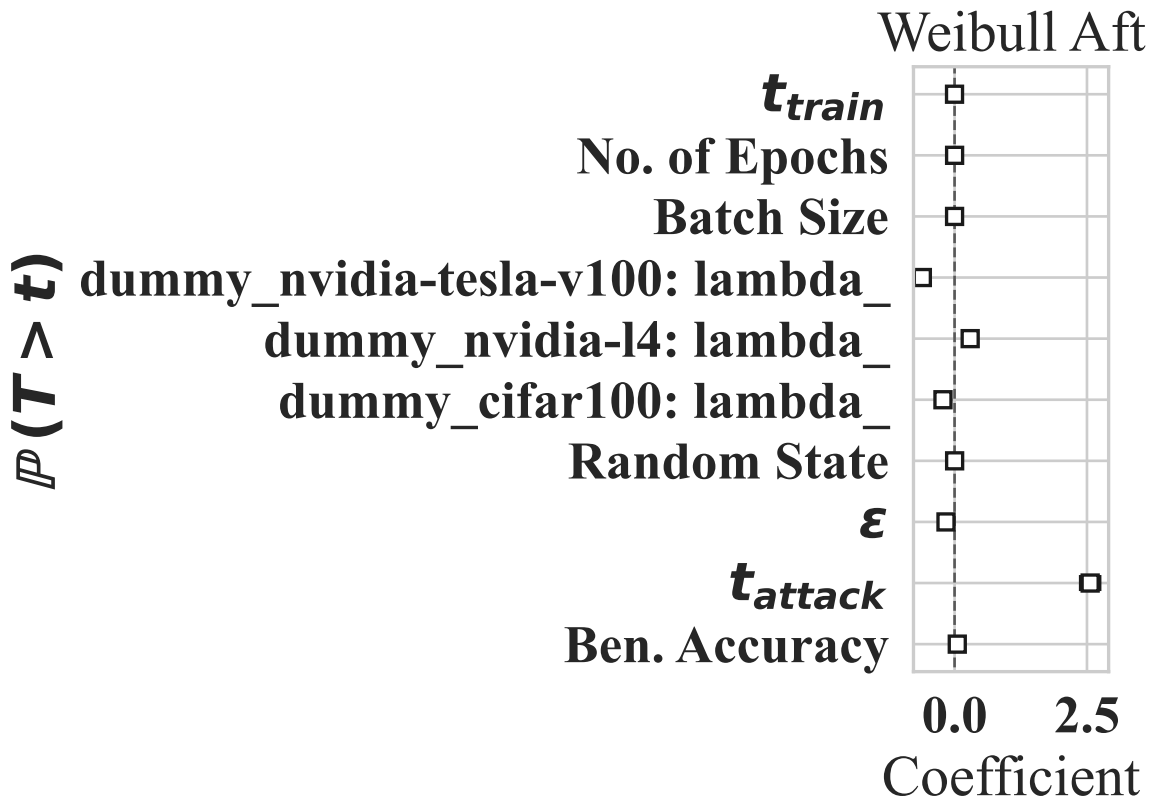 Weibull Aft
t_train
No. of Epochs
Batch Size
dummy_nvidia-tesla-v100: lambda_
dummy_nvidia-l4: lambda_
dummy_cifar100: lambda_
Random State
ε
t_attack
Ben. Accuracy
ℙ(T > t)
0.0 2.5
Coefficient